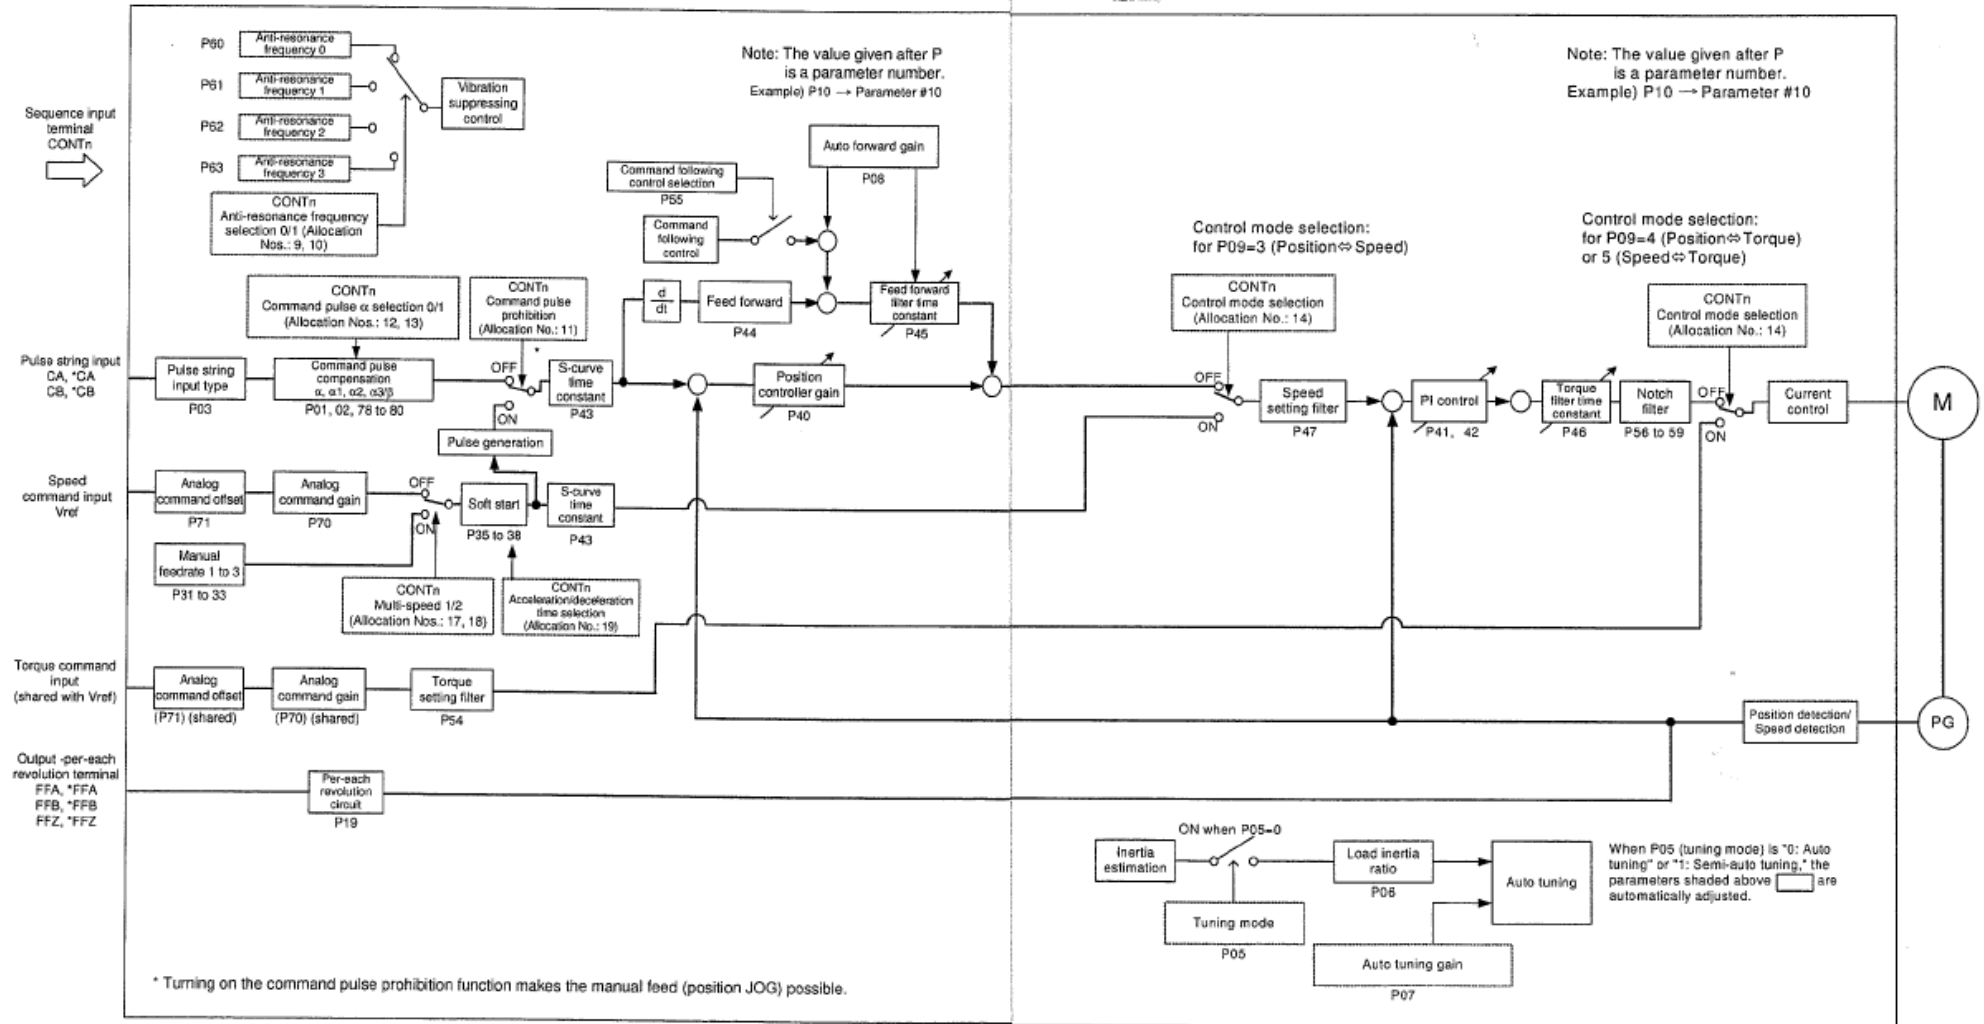 P60
Anti-resonance
frequency 0
P61
Anti-resonance
frequency 1
P62
Anti-resonance
frequency 2
P63
Anti-resonance
frequency 3
Vibration
suppressing
control
Sequence input
terminal
CONTn
CONTn
Anti-resonance frequency
selection 0/1 (Allocation
Nos.: 9, 10)
Note: The value given after P
is a parameter number.
Example) P10 → Parameter #10
Note: The value given after P
is a parameter number.
Example) P10 → Parameter #10
Auto forward gain
P08
Command following
control selection
P55
Command
following
control
CONTn
Command pulse α selection 0/1
(Allocation Nos.: 12, 13)
CONTn
Command pulse
prohibition
(Allocation No.: 11)
*
d
dt
Feed forward
P44
Feed forward
filter time
constant
P45
Control mode selection:
for P09=3 (Position⇔Speed)
Control mode selection:
for P09=4 (Position⇔Torque)
or 5 (Speed⇔Torque)
CONTn
Control mode selection
(Allocation No.: 14)
CONTn
Control mode selection
(Allocation No.: 14)
Pulse string input
CA, *CA
CB, *CB
Pulse string
input type
P03
Command pulse
compensation
α, α1, α2, α3/β
P01, 02, 78 to 80
OFF
ON
S-curve
time
constant
P43
Position
controller gain
P40
OFF
ON
Speed
setting filter
P47
PI control
P41, 42
Torque
filter time
constant
P46
Notch
filter
P56 to 59
OFF
ON
Current
control
M
Pulse generation
Speed
command input
Vref
Analog
command offset
P71
Analog
command gain
P70
OFF
ON
Soft start
P35 to 38
S-curve
time
constant
P43
Manual
feedrate 1 to 3
P31 to 33
CONTn
Multi-speed 1/2
(Allocation Nos.: 17, 18)
CONTn
Acceleration/deceleration
time selection
(Allocation No.: 19)
Torque command
input
(shared with Vref)
Analog
command offset
(P71) (shared)
Analog
command gain
(P70) (shared)
Torque
setting filter
P54
Position detection/
Speed detection
PG
Output -per-each
revolution terminal
FFA, *FFA
FFB, *FFB
FFZ, *FFZ
Per-each
revolution
circuit
P19
ON when P05=0
Inertia
estimation
Load inertia
ratio
P06
Auto tuning
Tuning mode
P05
Auto tuning gain
P07
When P05 (tuning mode) is "0: Auto
tuning" or "1: Semi-auto tuning," the
parameters shaded above are
automatically adjusted.
* Turning on the command pulse prohibition function makes the manual feed (position JOG) possible.